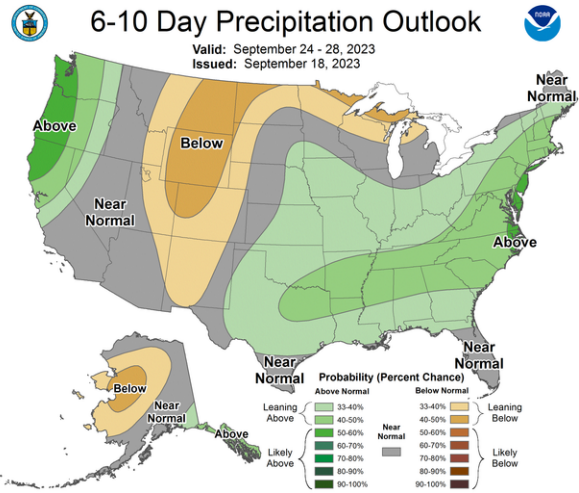 6-10 Day Precipitation Outlook
Valid: September 24 - 28, 2023
Issued: September 18, 2023
NOAA
Near
Normal
Above
Below
Near
Normal
Above
Near
Normal
Near
Normal
Below
Near
Normal
Above
Probability (Percent Chance)
Above Normal
Below Normal
Leaning
Above
33-40%
40-50%
Likely
Above
50-60%
60-70%
70-80%
80-90%
90-100%
Near
Normal
33-40%
40-50%
Leaning
Below
50-60%
60-70%
70-80%
80-90%
90-100%
Likely
Below